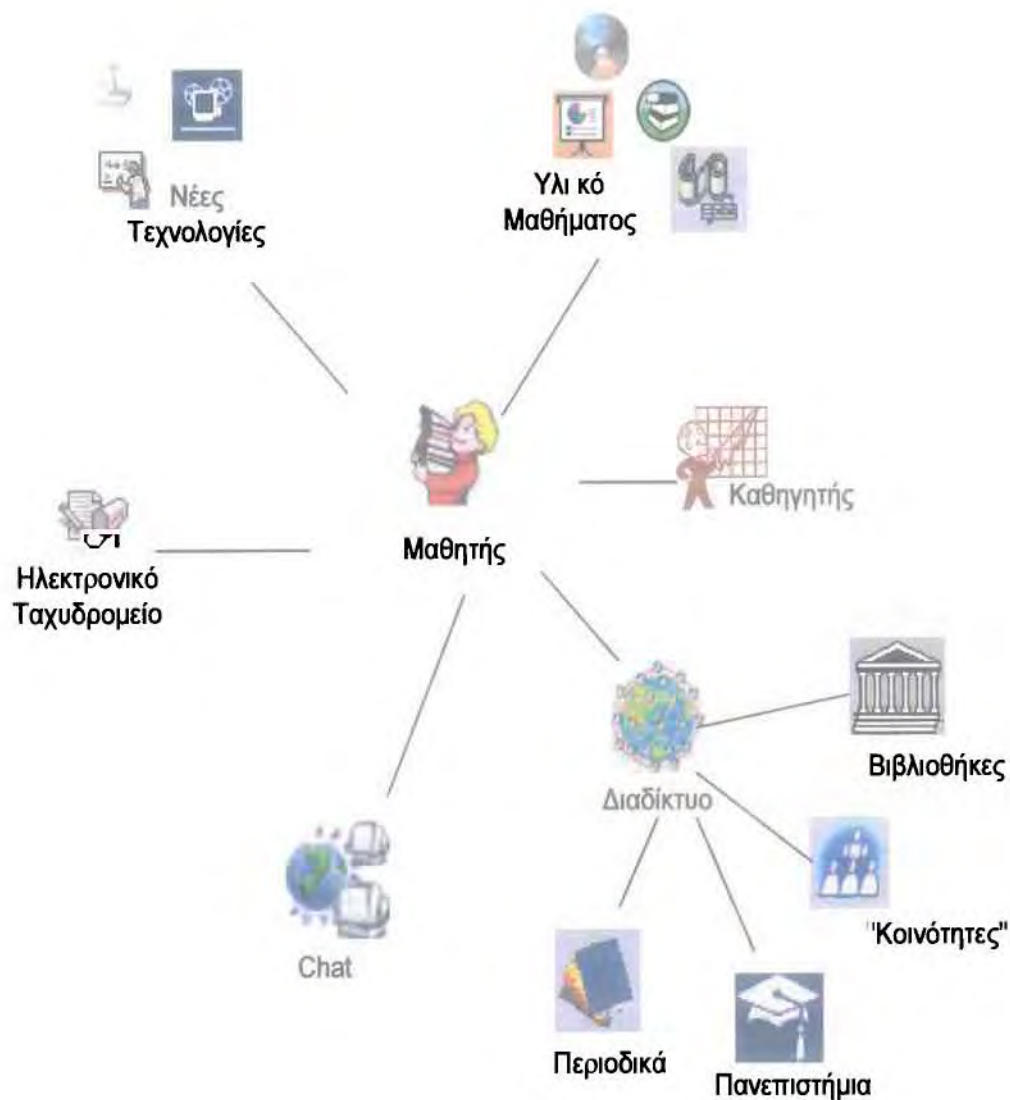 Νέες
Τεχνολογίες
Υλι κό
Μαθήματος
Καθηγητής
Μαθητής
Ηλεκτρονικό
Ταχυδρομείο
Διαδίκτυο
Βιβλιοθήκες
"Κοινότητες"
Chat
Περιοδικά
Πανεπιστήμια